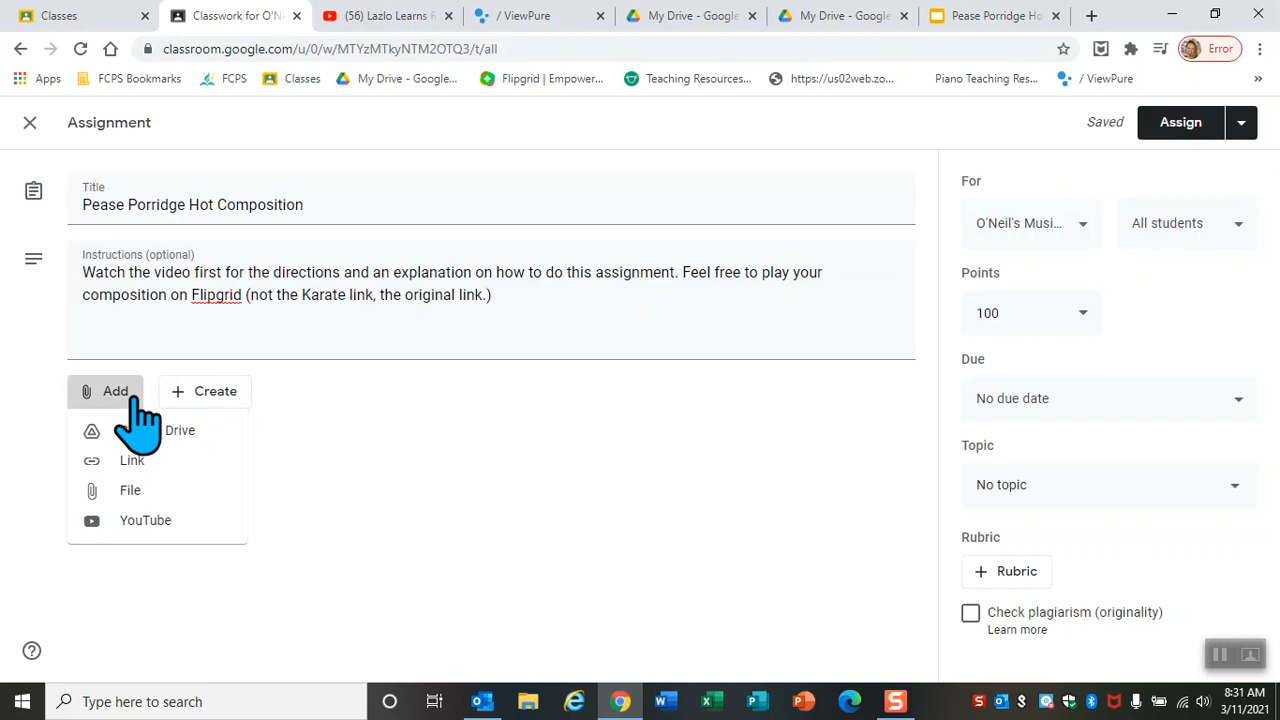 Classes
Classwork for O'N
(56) Lazlo Learns R
/ ViewPure
My Drive - Google
My Drive - Google
Pease Porridge Ho
classroom.google.com/u/0/w/MTYzMTkyNTM2OTQ3/t/all
Error
Apps
FCPS Bookmarks
FCPS
Classes
My Drive - Google...
Flipgrid | Empower...
Teaching Resources...
https://us02web.zo...
Piano Teaching Res...
/ ViewPure
Assignment
Saved
Assign
Title
Pease Porridge Hot Composition
Instructions (optional)
Watch the video first for the directions and an explanation on how to do this assignment. Feel free to play your
composition on Flipgrid (not the Karate link, the original link.)
Add
Create
Drive
Link
File
YouTube
For
O'Neil's Musi...
All students
Points
100
Due
No due date
Topic
No topic
Rubric
Rubric
Check plagiarism (originality)
Learn more
Type here to search
8:31 AM
3/11/2021